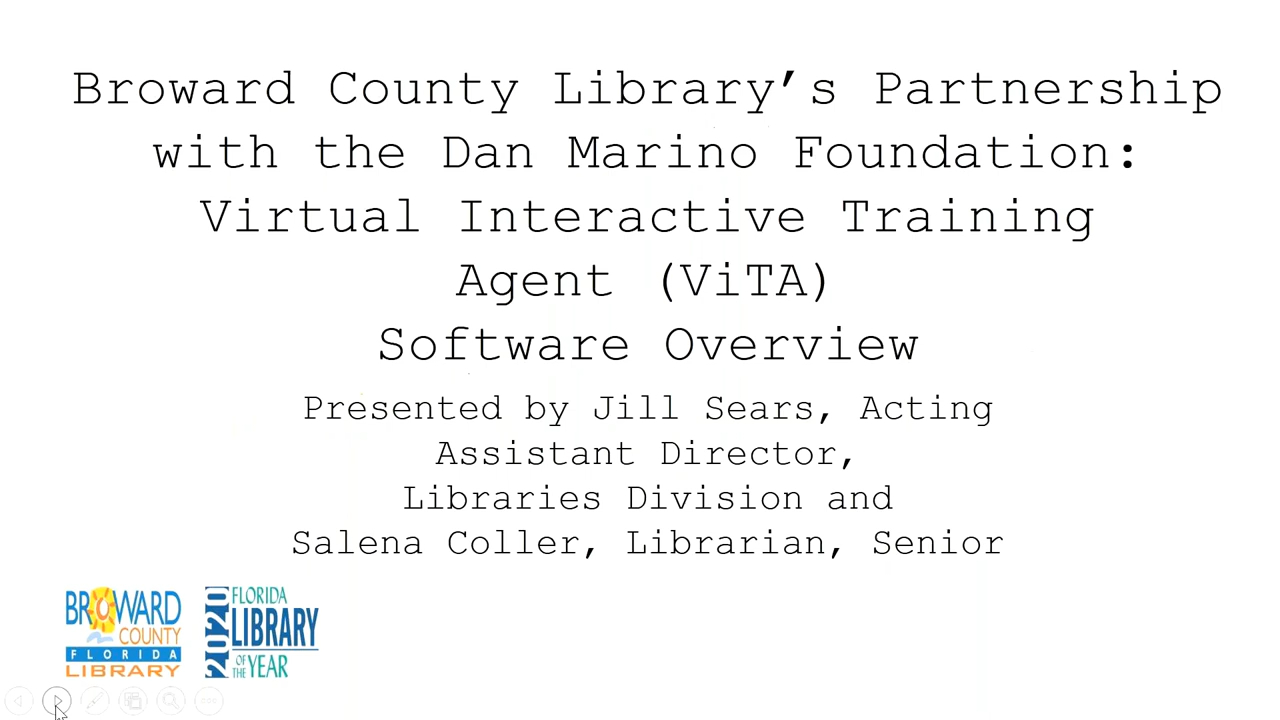 Broward County Library’s Partnership
with the Dan Marino Foundation:
Virtual Interactive Training
Agent (ViTA)
Software Overview
Presented by Jill Sears, Acting
Assistant Director,
Libraries Division and
Salena Coller, Librarian, Senior
BROWARD
COUNTY
FLORIDA
LIBRARY
2020
FLORIDA
LIBRARY
OF THE YEAR